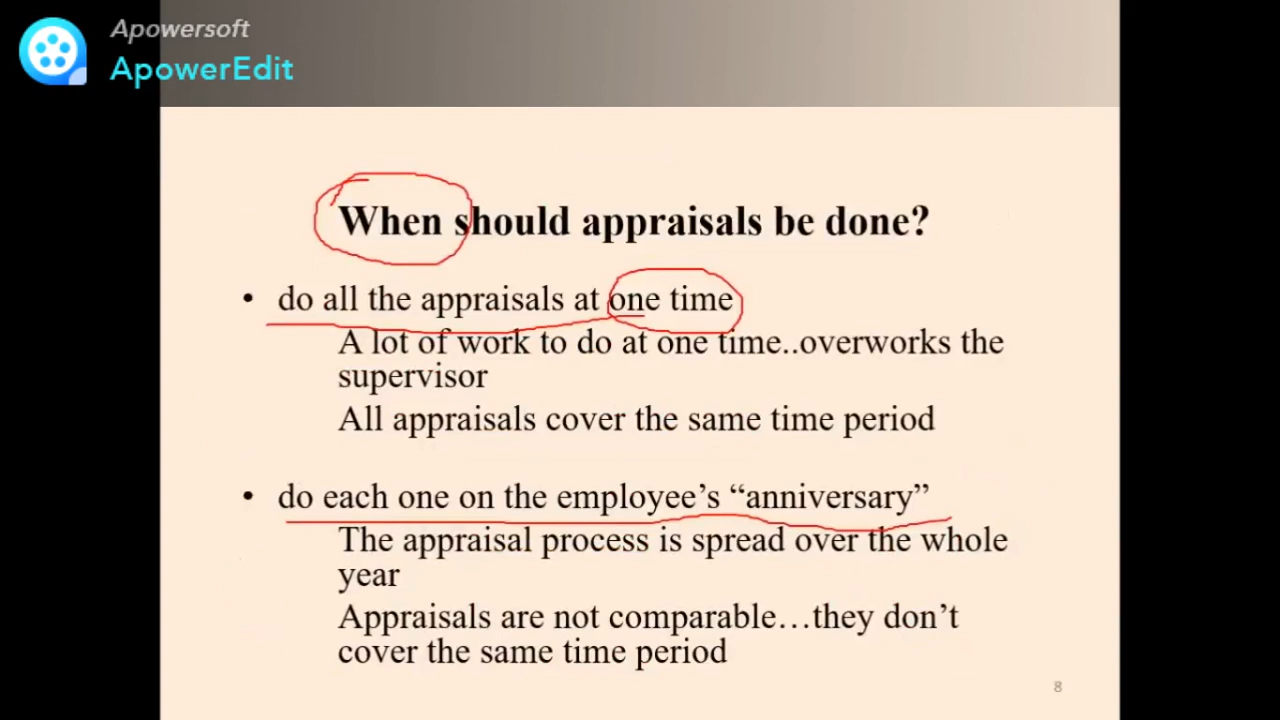 Apowersoft
ApowerEdit
When should appraisals be done?
• do all the appraisals at one time
A lot of work to do at one time..overworks the
supervisor
All appraisals cover the same time period
• do each one on the employee’s “anniversary”
The appraisal process is spread over the whole
year
Appraisals are not comparable…they don’t
cover the same time period
8